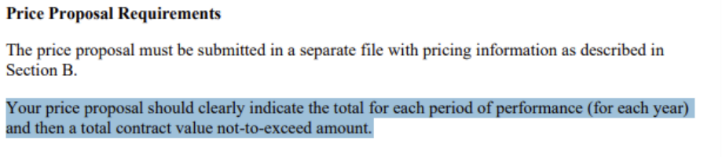 Price Proposal Requirements
The price proposal must be submitted in a separate file with pricing information as described in
Section B.
Your price proposal should clearly indicate the total for each period of performance (for each year)
and then a total contract value not-to-exceed amount.